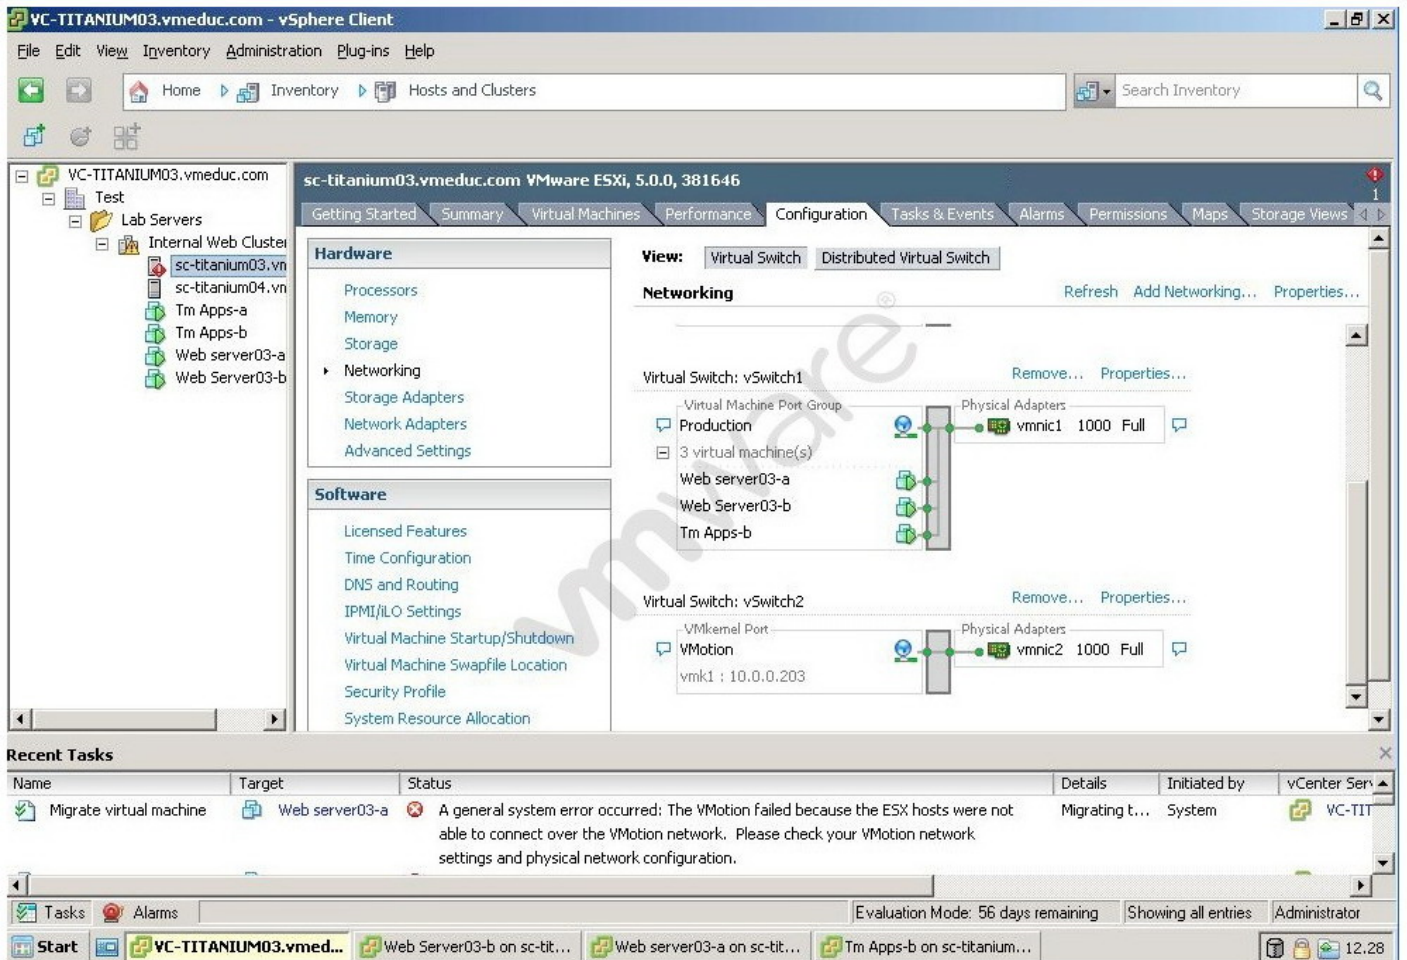 VC-TITANIUM03.vmeduc.com - vSphere Client
File Edit View Inventory Administration Plug-ins Help
Home Inventory Hosts and Clusters
Search Inventory
VC-TITANIUM03.vmeduc.com
Test
Lab Servers
Internal Web Cluster
sc-titanium03.vn
sc-titanium04.vn
Tm Apps-a
Tm Apps-b
Web server03-a
Web Server03-b
sc-titanium03.vmeduc.com VMware ESXi, 5.0.0, 381646
1
Getting Started Summary Virtual Machines Performance Configuration Tasks & Events Alarms Permissions Maps Storage Views
Hardware
Processors
Memory
Storage
Networking
Storage Adapters
Network Adapters
Advanced Settings
Software
Licensed Features
Time Configuration
DNS and Routing
IPMI/iLO Settings
Virtual Machine Startup/Shutdown
Virtual Machine Swapfile Location
Security Profile
System Resource Allocation
View: Virtual Switch Distributed Virtual Switch
Networking
Refresh Add Networking... Properties...
Virtual Switch: vSwitch1 Remove... Properties...
Virtual Machine Port Group Physical Adapters
Production vmnic1 1000 Full
3 virtual machine(s)
Web server03-a
Web Server03-b
Tm Apps-b
Virtual Switch: vSwitch2 Remove... Properties...
VMkernel Port Physical Adapters
VMotion vmnic2 1000 Full
vmk1 : 10.0.0.203
vmware®
Recent Tasks
Name Target Status Details Initiated by vCenter Serv
Migrate virtual machine Web server03-a A general system error occurred: The VMotion failed because the ESX hosts were not Migrating t... System VC-TIT
able to connect over the VMotion network. Please check your VMotion network
settings and physical network configuration.
Tasks Alarms Evaluation Mode: 56 days remaining Showing all entries Administrator
Start VC-TITANIUM03.vmed... Web Server03-b on sc-tit... Web server03-a on sc-tit... Tm Apps-b on sc-titanium... 12.28